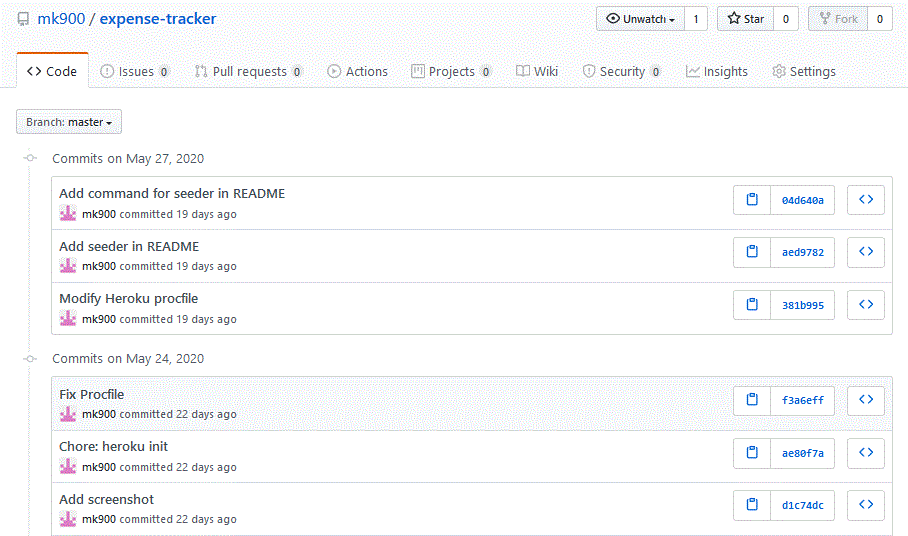 mk900 / expense-tracker
Unwatch 1 Star 0 Fork 0
Code Issues 0 Pull requests 0 Actions Projects 0 Wiki Security 0 Insights Settings
Branch: master
Commits on May 27, 2020
Add command for seeder in README
mk900 committed 19 days ago
04d640a
Add seeder in README
mk900 committed 19 days ago
aed9782
Modify Heroku procfile
mk900 committed 19 days ago
381b995
Commits on May 24, 2020
Fix Procfile
mk900 committed 22 days ago
f3a6eff
Chore: heroku init
mk900 committed 22 days ago
ae80f7a
Add screenshot
mk900 committed 22 days ago
d1c74dc